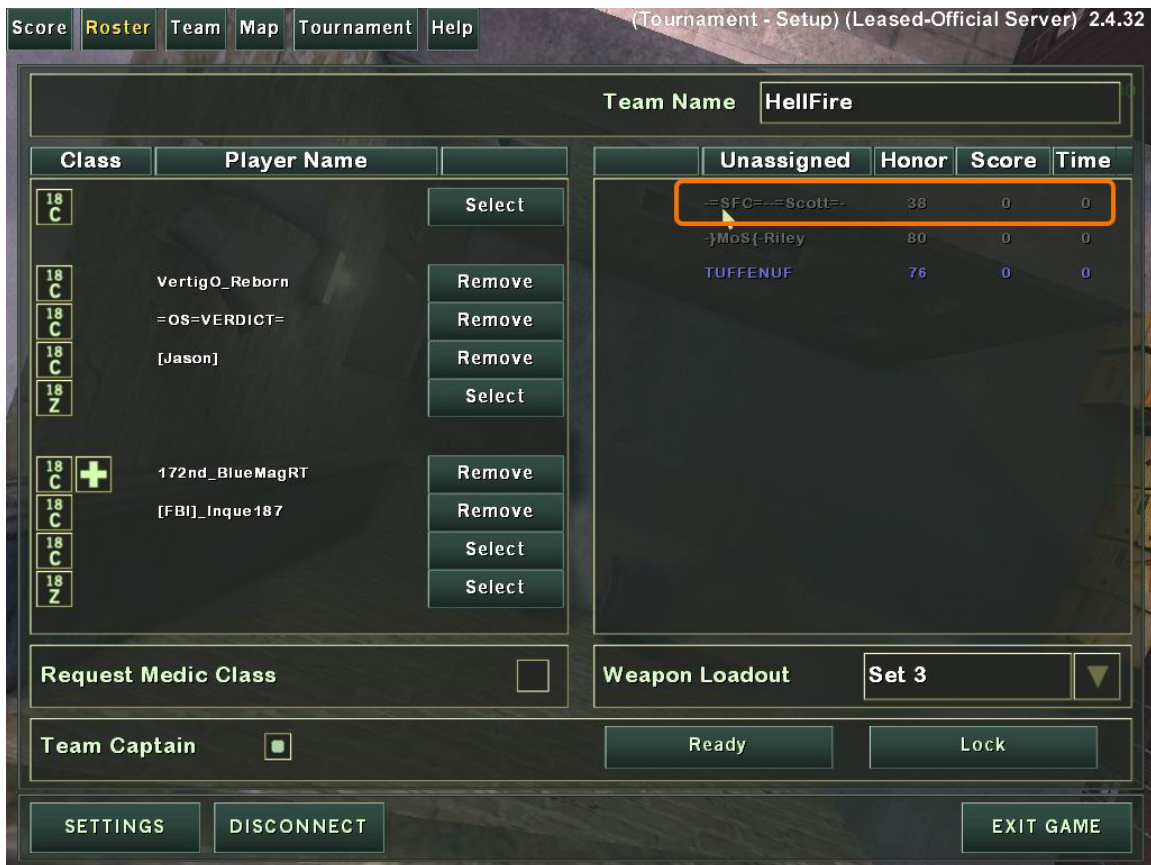 Score Roster Team Map Tournament Help (Tournament - Setup) (Leased-Official Server) 2.4.32
Team Name HellFire
Class Player Name
18 C Select
18 C VertigO_Reborn Remove
18 C =OS=VERDICT= Remove
18 C [Jason] Remove
18 Z Select
18 C 172nd_BlueMagRT Remove
18 C [FBI]_Inque187 Remove
18 C Select
18 Z Select
Unassigned Honor Score Time
-=SFC=--=Scott=- 38 0 0
-}MoS{-Riley 80 0 0
TUFFENUF 76 0 0
Request Medic Class
Weapon Loadout Set 3
Team Captain Ready Lock
SETTINGS DISCONNECT EXIT GAME